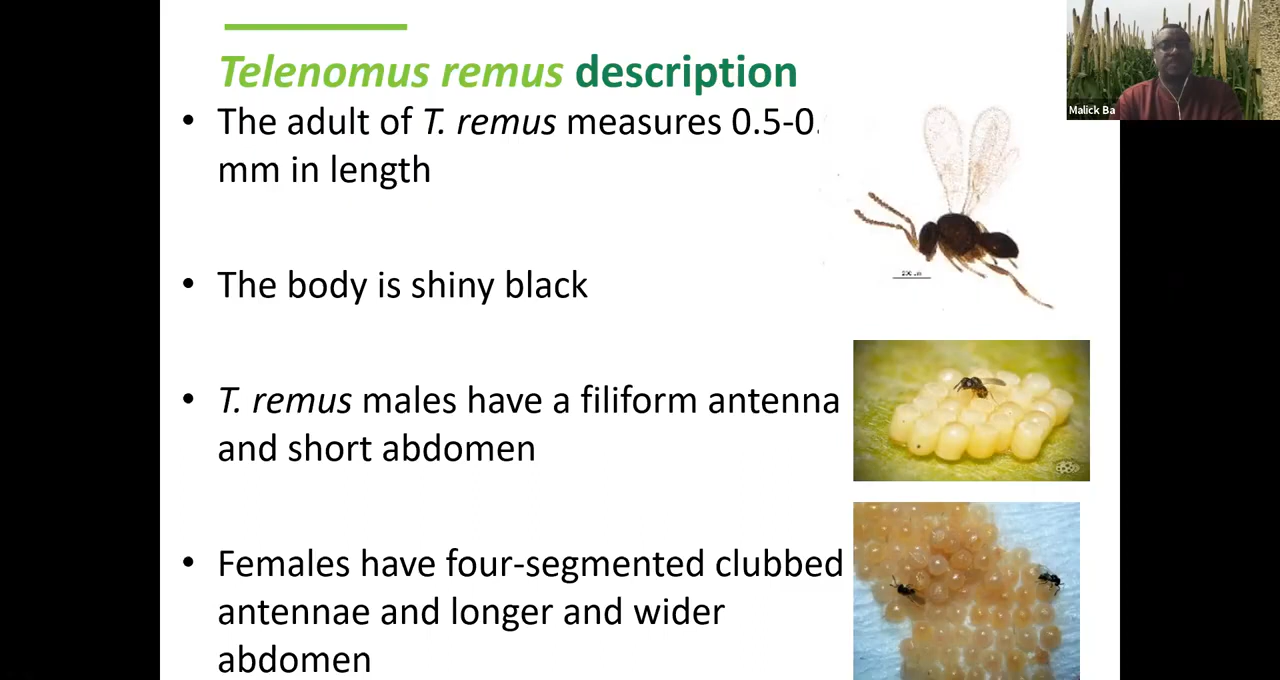 Telenomus remus description
Malick Ba
• The adult of T. remus measures 0.5-0.
mm in length
• The body is shiny black
• T. remus males have a filiform antenna
and short abdomen
• Females have four-segmented clubbed
antennae and longer and wider
abdomen